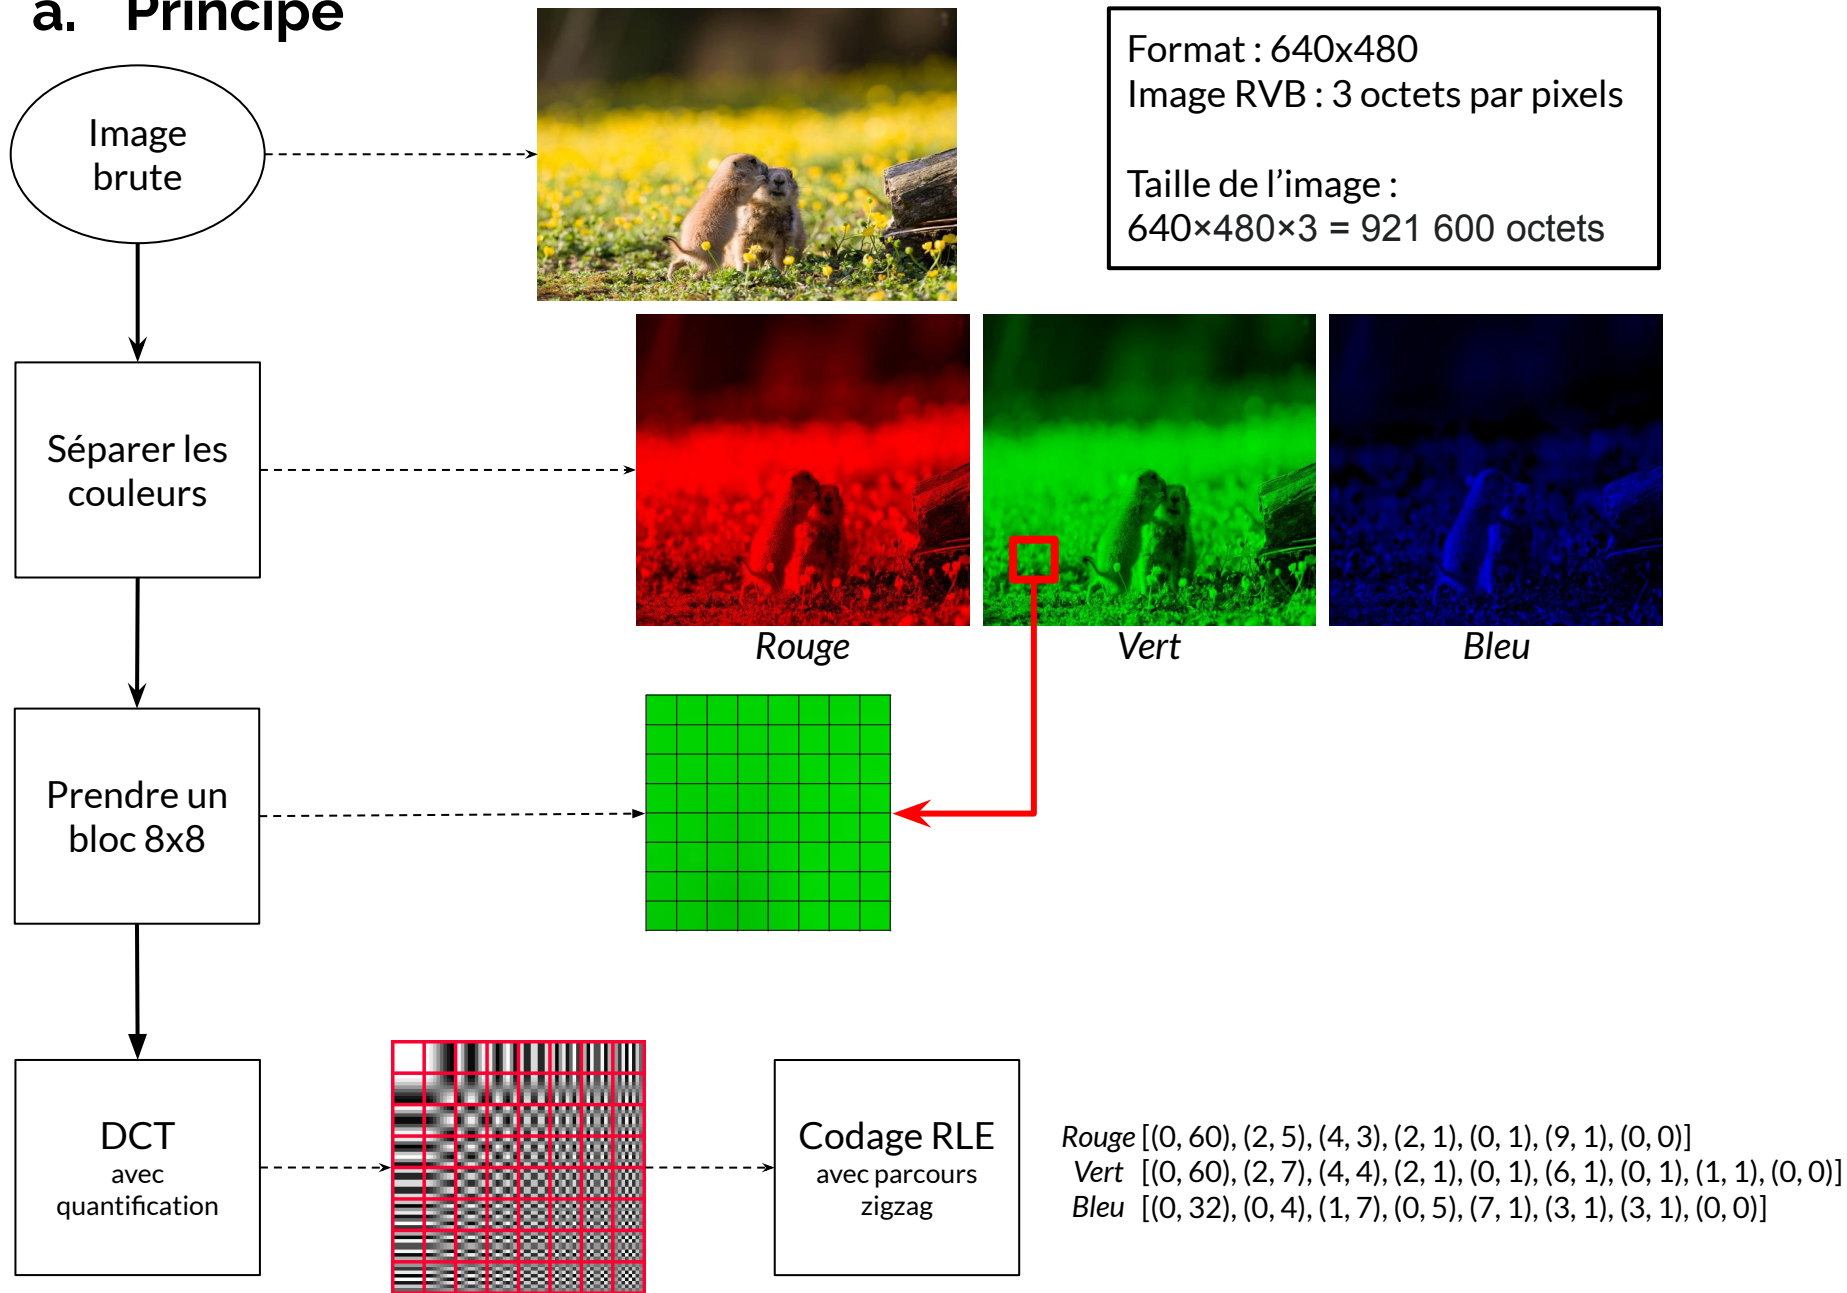 a. Principe
Format : 640x480
Image RVB : 3 octets par pixels
Taille de l'image :
640×480×3 = 921 600 octets
Image
brute
Séparer les
couleurs
Rouge
Vert
Bleu
Prendre un
bloc 8x8
DCT
avec
quantification
Codage RLE
avec parcours
zigzag
Rouge [(0, 60), (2, 5), (4, 3), (2, 1), (0, 1), (9, 1), (0, 0)]
Vert [(0, 60), (2, 7), (4, 4), (2, 1), (0, 1), (6, 1), (0, 1), (1, 1), (0, 0)]
Bleu [(0, 32), (0, 4), (1, 7), (0, 5), (7, 1), (3, 1), (3, 1), (0, 0)]